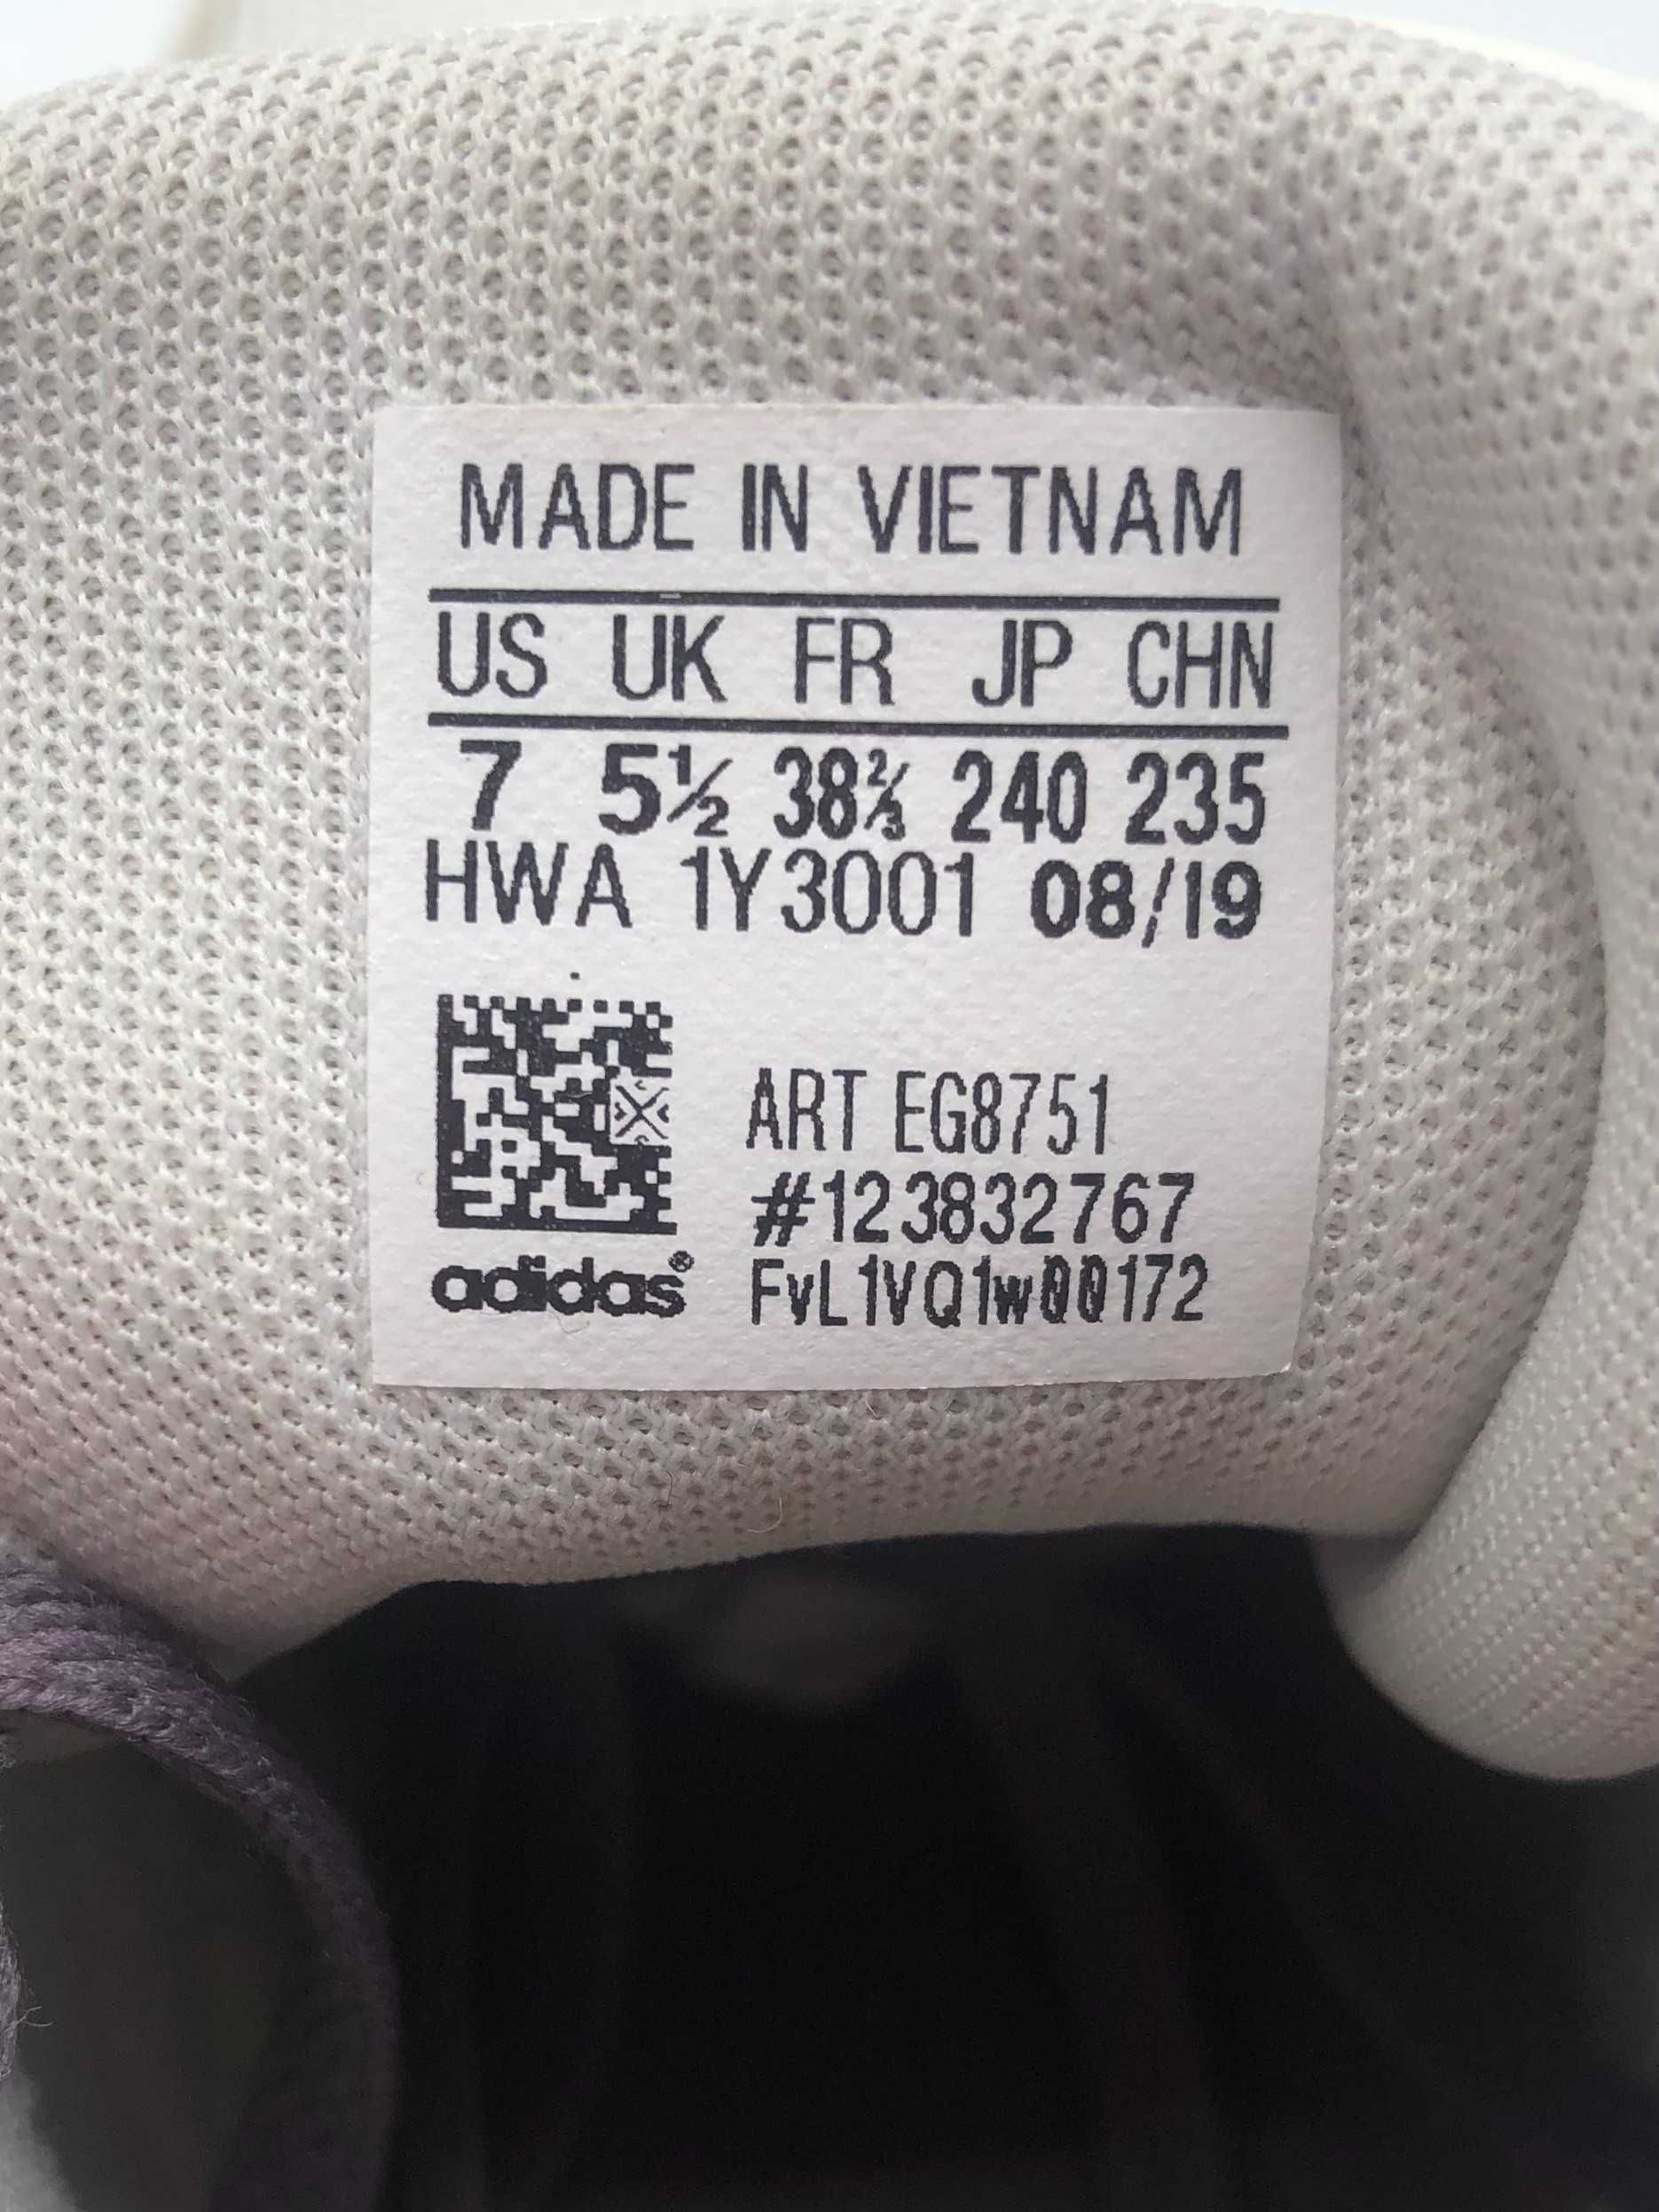 MADE IN VIETNAM
US UK FR JP CHN
7 5½ 38⅔ 240 235
HWA 1Y3001 08/19
ART EG8751
#123832767
adidas® FvL1VQ1w00172